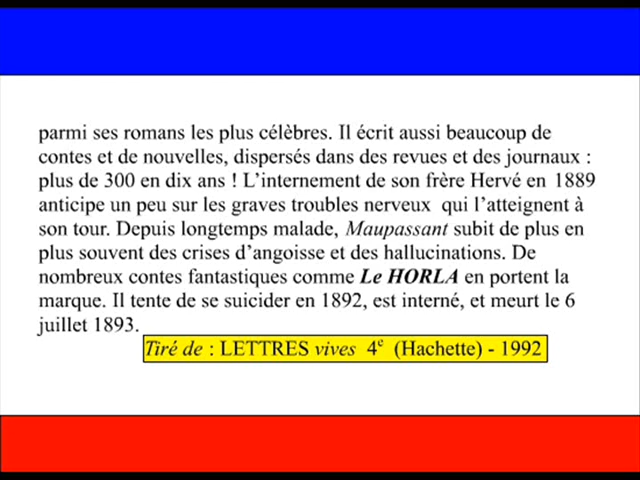 parmi ses romans les plus célèbres. Il écrit aussi beaucoup de
contes et de nouvelles, dispersés dans des revues et des journaux :
plus de 300 en dix ans ! L’internement de son frère Hervé en 1889
anticipe un peu sur les graves troubles nerveux qui l’atteignent à
son tour. Depuis longtemps malade, Maupassant subit de plus en
plus souvent des crises d’angoisse et des hallucinations. De
nombreux contes fantastiques comme Le HORLA en portent la
marque. Il tente de se suicider en 1892, est interné, et meurt le 6
juillet 1893.
Tiré de : LETTRES vives 4e (Hachette) - 1992